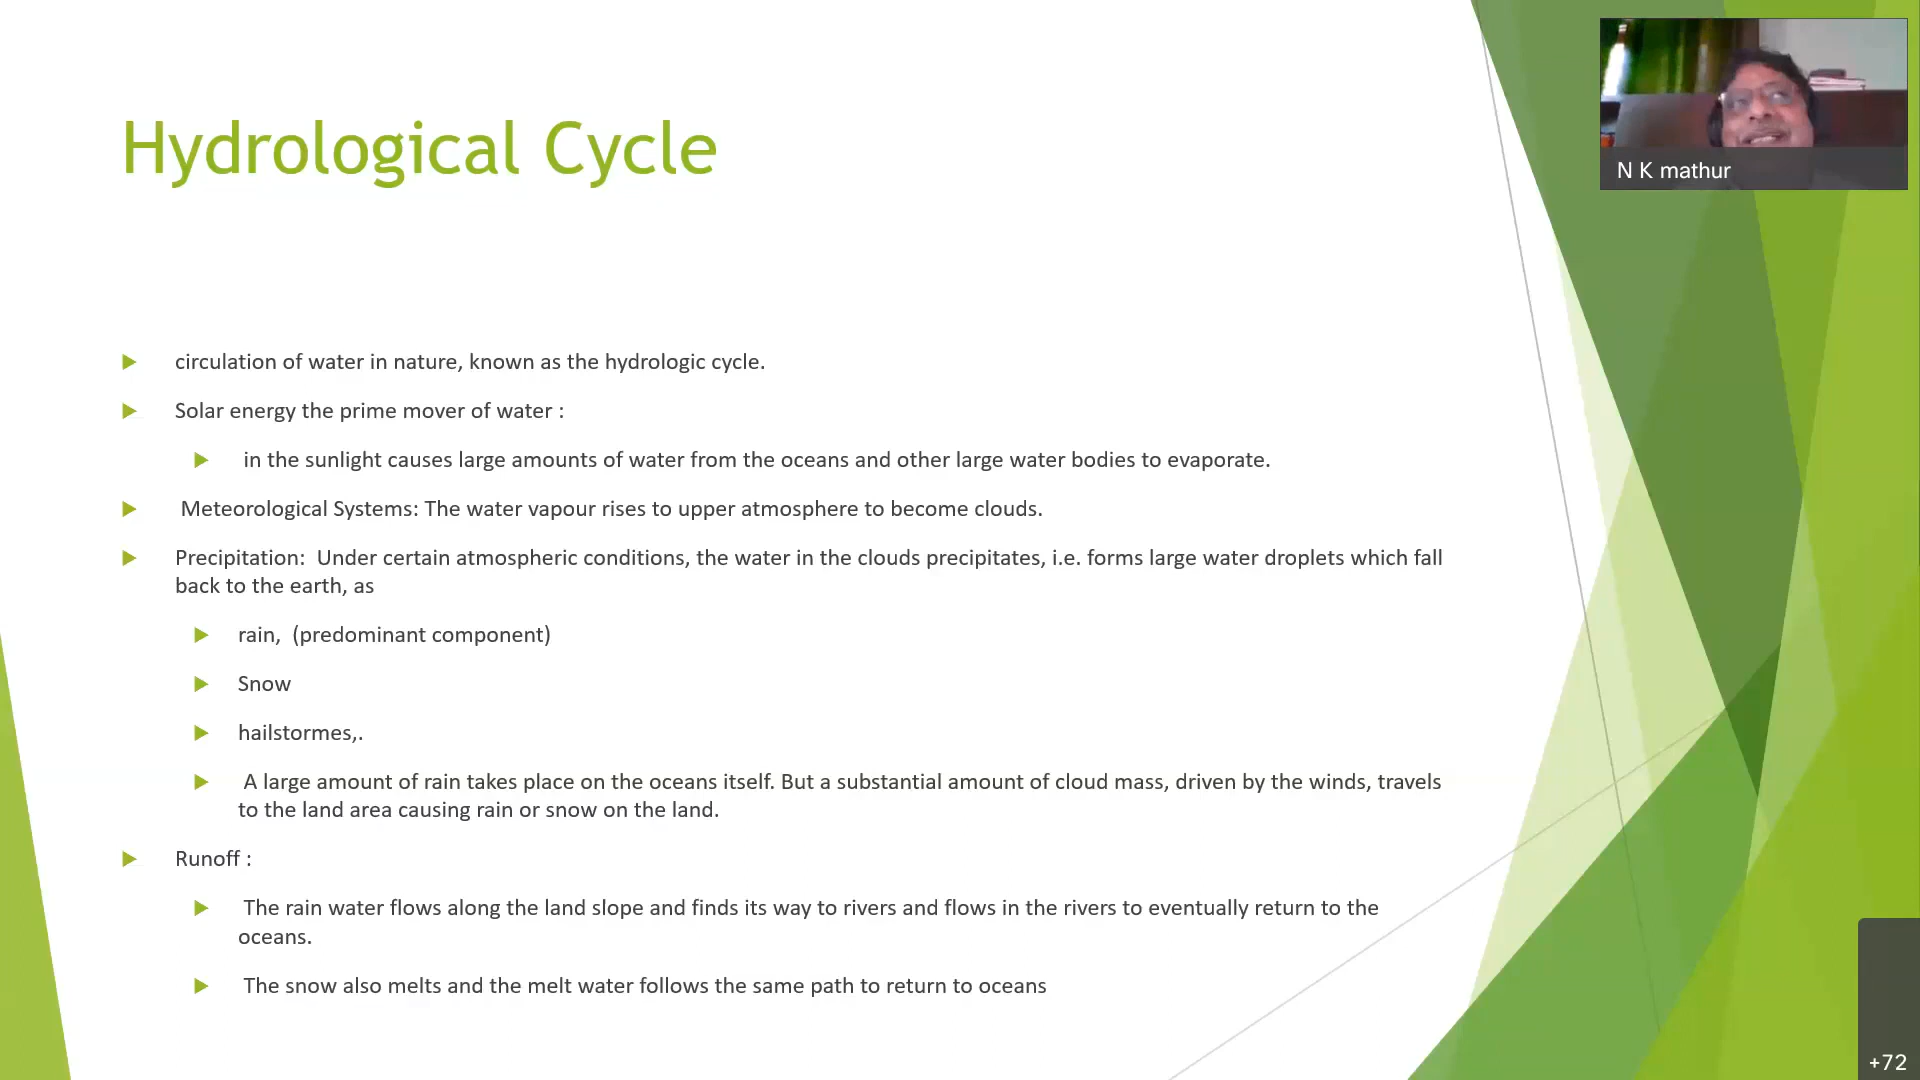 Hydrological Cycle
N K mathur
circulation of water in nature, known as the hydrologic cycle.
Solar energy the prime mover of water :
in the sunlight causes large amounts of water from the oceans and other large water bodies to evaporate.
Meteorological Systems: The water vapour rises to upper atmosphere to become clouds.
Precipitation:  Under certain atmospheric conditions, the water in the clouds precipitates, i.e. forms large water droplets which fall
back to the earth, as
rain,  (predominant component)
Snow
hailstormes,.
A large amount of rain takes place on the oceans itself. But a substantial amount of cloud mass, driven by the winds, travels
to the land area causing rain or snow on the land.
Runoff :
The rain water flows along the land slope and finds its way to rivers and flows in the rivers to eventually return to the
oceans.
The snow also melts and the melt water follows the same path to return to oceans
+72